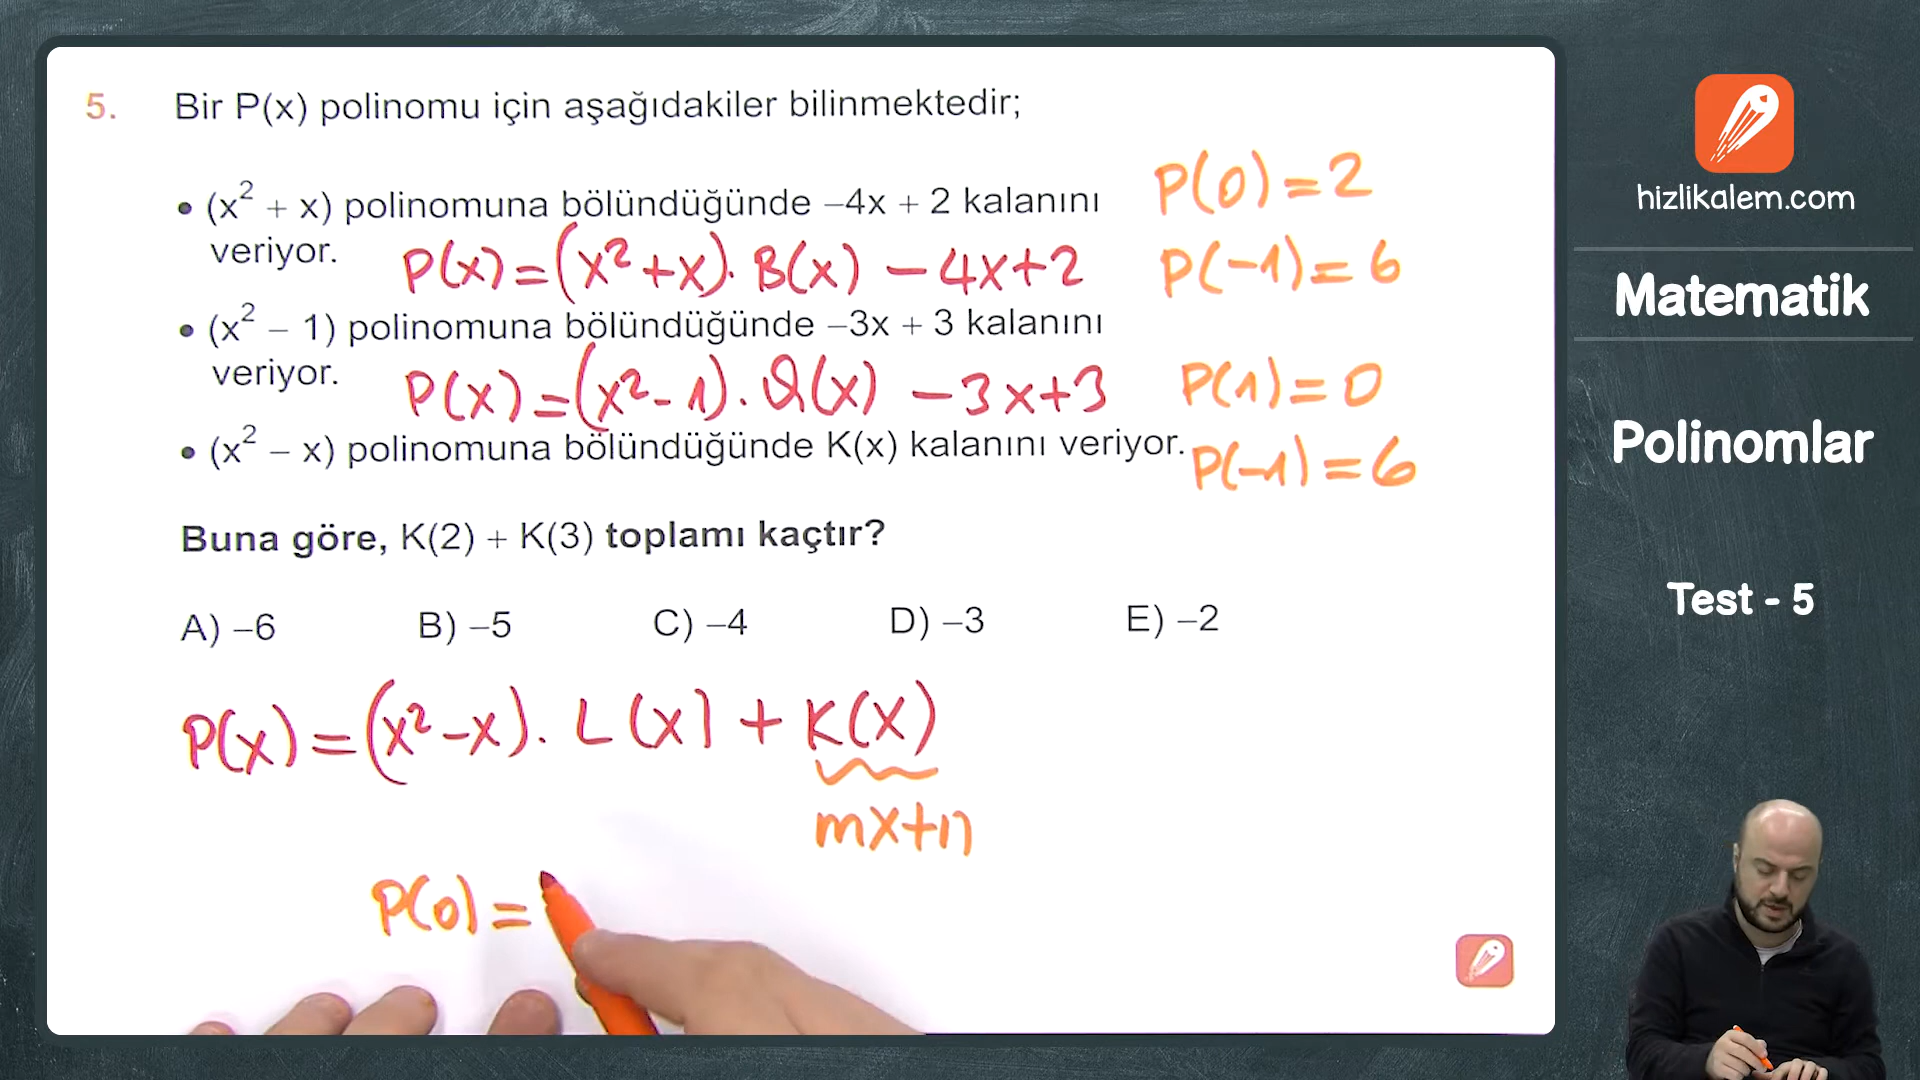 5. Bir P(x) polinomu için aşağıdakiler bilinmektedir;
• (x² + x) polinomuna bölündüğünde –4x + 2 kalanını
veriyor.
P(x) = (x²+x). B(x) – 4x+2
P(0) = 2
P(-1) = 6
• (x² – 1) polinomuna bölündüğünde –3x + 3 kalanını
veriyor.
P(x) = (x²-1). Q(x) – 3x+3
P(1) = 0
P(-1) = 6
• (x² – x) polinomuna bölündüğünde K(x) kalanını veriyor.
Buna göre, K(2) + K(3) toplamı kaçtır?
A) –6 B) –5 C) –4 D) –3 E) –2
P(x) = (x²-x). L(x) + K(x)
mx+n
P(0) =
hizlikalem.com
Matematik
Polinomlar
Test - 5